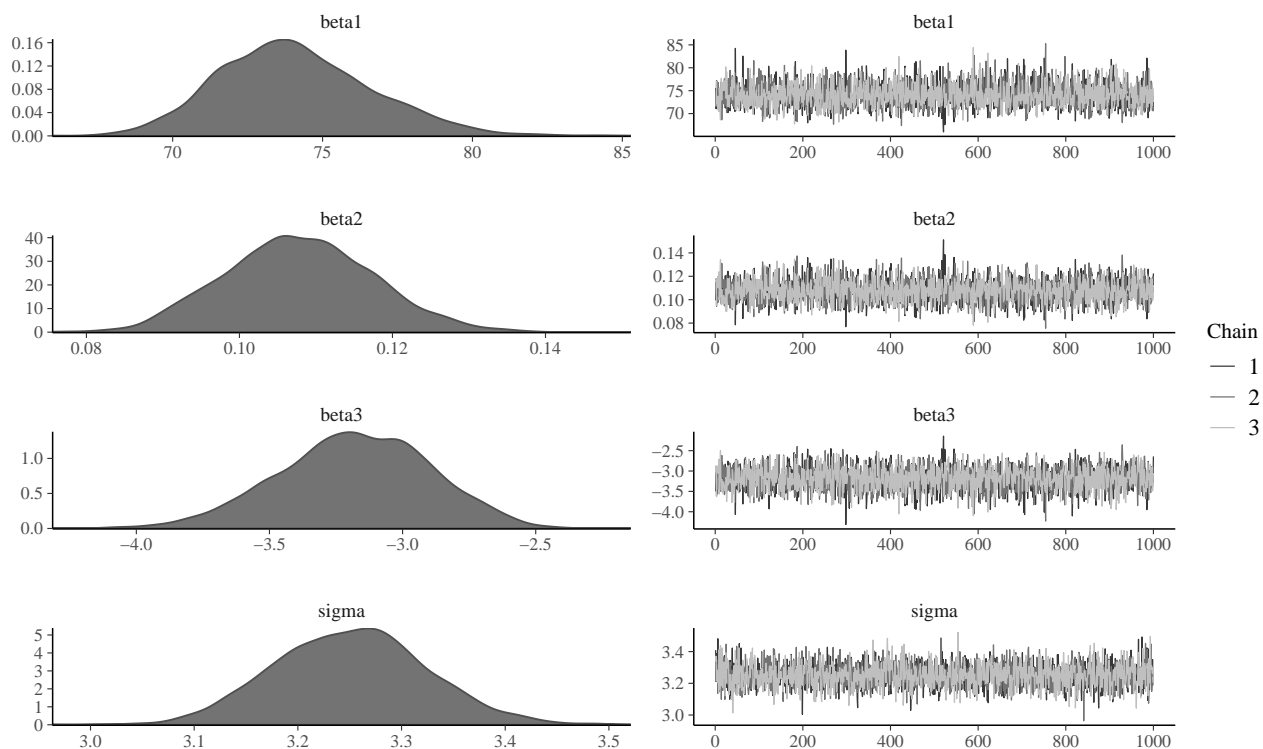 beta1
0.16
0.12
0.08
0.04
0.00
70 75 80 85
beta1
85
80
75
70
0 200 400 600 800 1000
beta2
40
30
20
10
0
0.08 0.10 0.12 0.14
beta2
0.14
0.12
0.10
0.08
0 200 400 600 800 1000
beta3
1.0
0.5
0.0
−4.0 −3.5 −3.0 −2.5
beta3
−2.5
−3.0
−3.5
−4.0
0 200 400 600 800 1000
sigma
5
4
3
2
1
0
3.0 3.1 3.2 3.3 3.4 3.5
sigma
3.4
3.2
3.0
0 200 400 600 800 1000
Chain
1
2
3